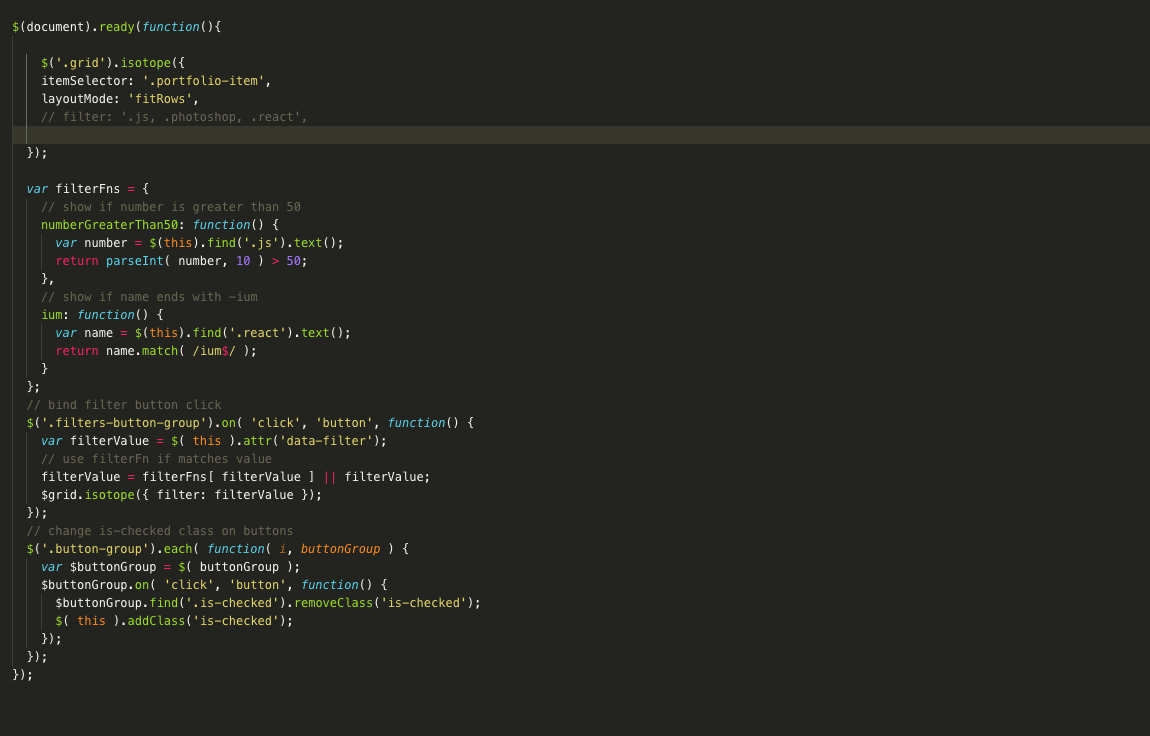 $(document).ready(function(){
$('.grid').isotope({
itemSelector: '.portfolio-item',
layoutMode: 'fitRows',
// filter: '.js, .photoshop, .react',
});
var filterFns = {
// show if number is greater than 50
numberGreaterThan50: function() {
var number = $(this).find('.js').text();
return parseInt( number, 10 ) > 50;
},
// show if name ends with -ium
ium: function() {
var name = $(this).find('.react').text();
return name.match( /ium$/ );
}
};
// bind filter button click
$('.filters-button-group').on( 'click', 'button', function() {
var filterValue = $( this ).attr('data-filter');
// use filterFn if matches value
filterValue = filterFns[ filterValue ] || filterValue;
$grid.isotope({ filter: filterValue });
});
// change is-checked class on buttons
$('.button-group').each( function( i, buttonGroup ) {
var $buttonGroup = $( buttonGroup );
$buttonGroup.on( 'click', 'button', function() {
$buttonGroup.find('.is-checked').removeClass('is-checked');
$( this ).addClass('is-checked');
});
});
});